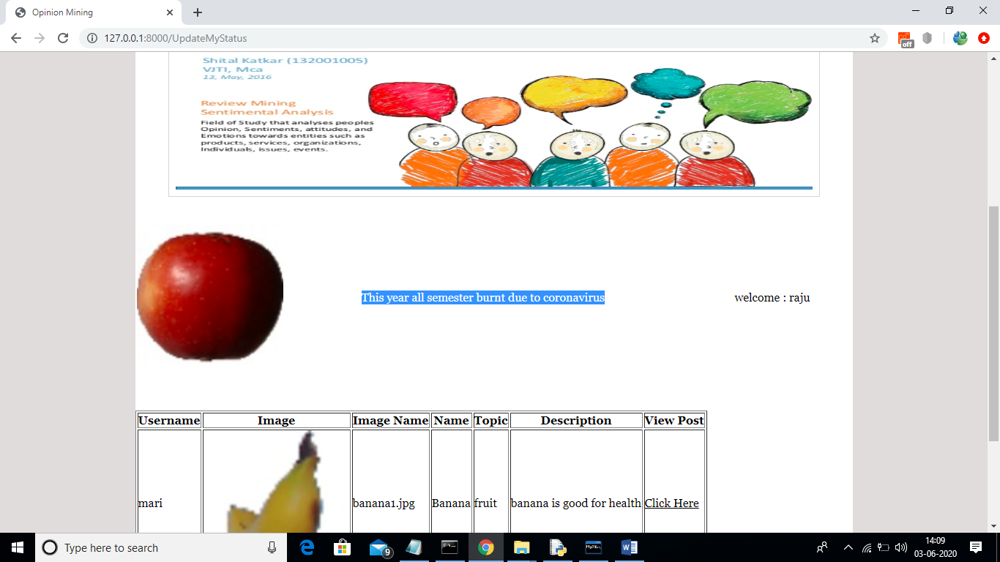 Opinion Mining
127.0.0.1:8000/UpdateMyStatus
off
Shital Katkar (132001005)
VJTI, Mca
13, May, 2016
Review Mining
Sentimental Analysis
Field of Study that analyses peoples
Opinion, Sentiments, attitudes, and
Emotions towards entities such as
products, services, organizations,
Individuals, issues, events.
This year all semester burnt due to coronavirus
welcome : raju
Username Image Image Name Name Topic Description View Post
mari banana1.jpg Banana fruit banana is good for health Click Here
Type here to search
9
14:09
03-06-2020